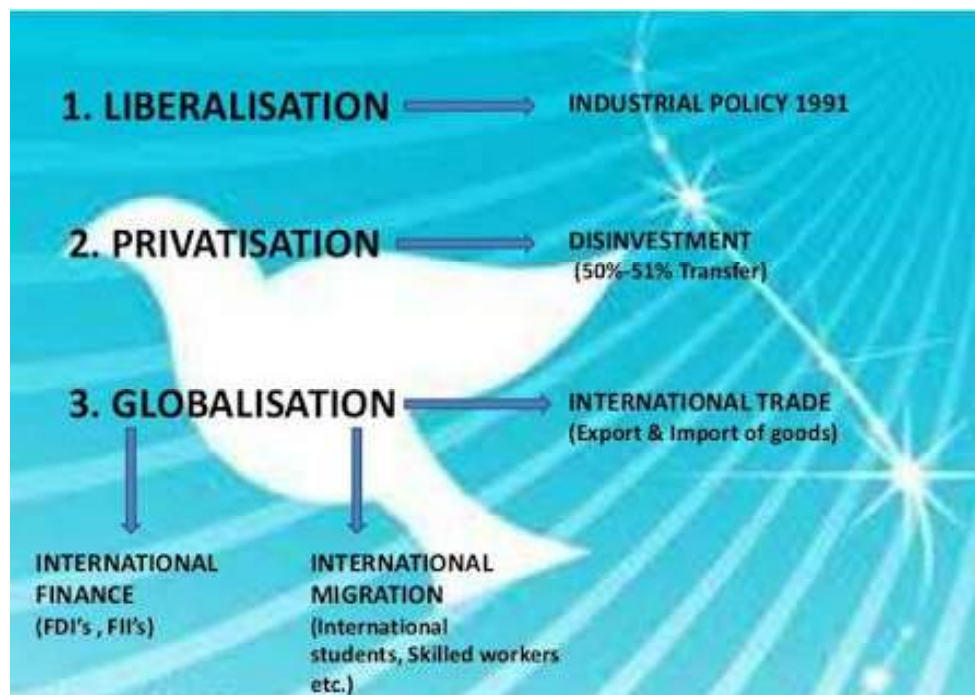 1. LIBERALISATION
INDUSTRIAL POLICY 1991
2. PRIVATISATION
DISINVESTMENT
(50%-51% Transfer)
3. GLOBALISATION
INTERNATIONAL TRADE
(Export & Import of goods)
INTERNATIONAL
FINANCE
(FDI's , FII's)
INTERNATIONAL
MIGRATION
(International
students, Skilled workers
etc.)